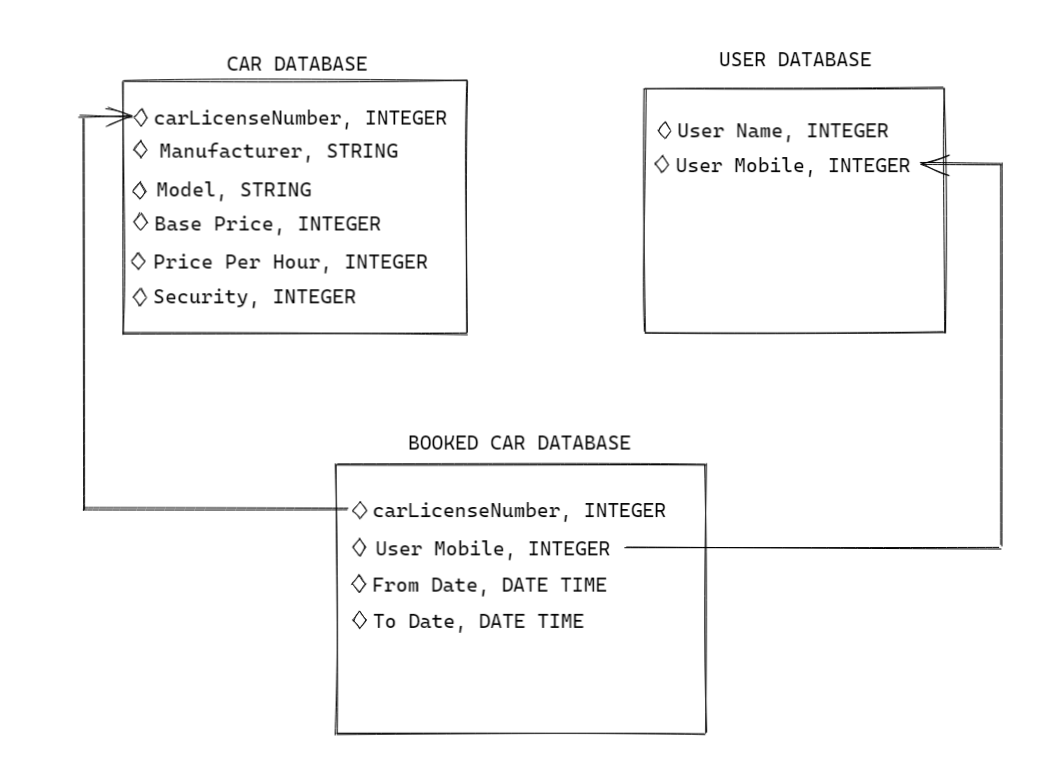 CAR DATABASE
carLicenseNumber, INTEGER
Manufacturer, STRING
Model, STRING
Base Price, INTEGER
Price Per Hour, INTEGER
Security, INTEGER
USER DATABASE
User Name, INTEGER
User Mobile, INTEGER
BOOKED CAR DATABASE
carLicenseNumber, INTEGER
User Mobile, INTEGER
From Date, DATE TIME
To Date, DATE TIME